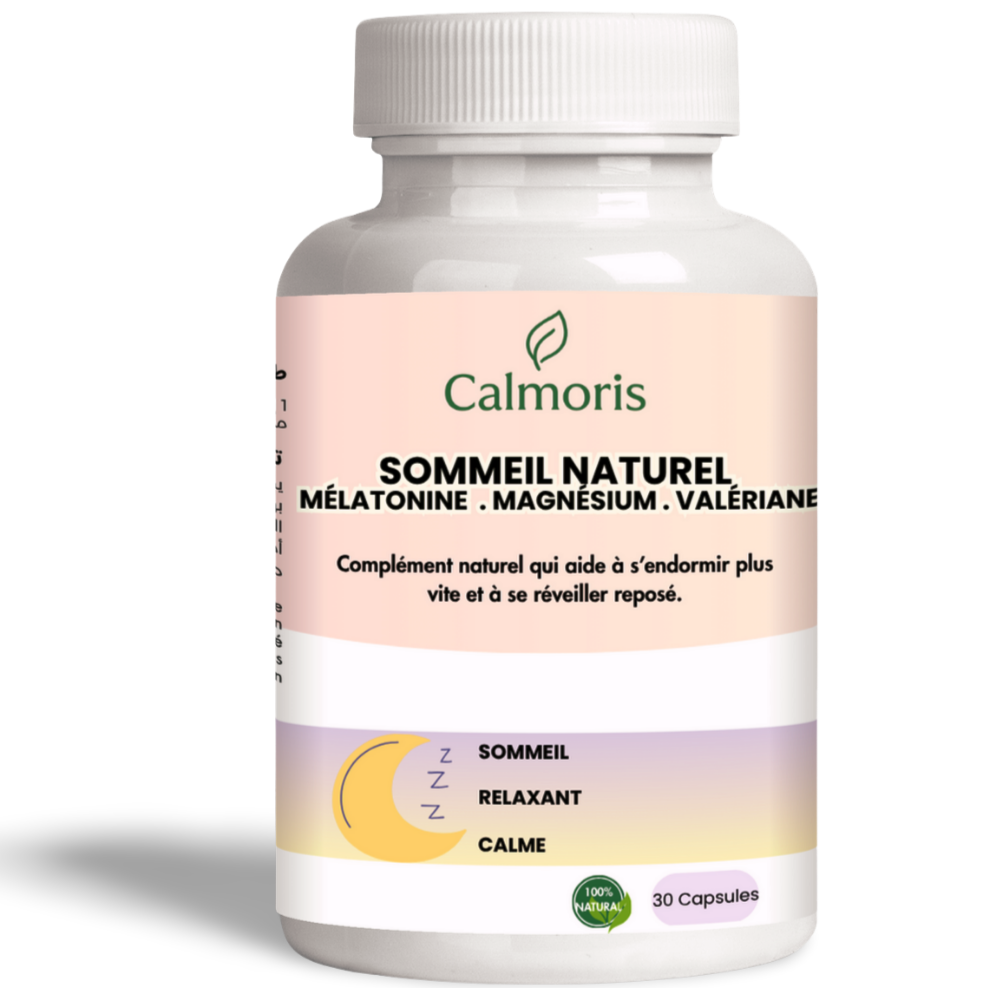 Calmoris
SOMMEIL NATUREL
MÉLATONINE . MAGNÉSIUM . VALÉRIANE
Complément naturel qui aide à s’endormir plus
vite et à se réveiller reposé.
z
z
z
SOMMEIL
RELAXANT
CALME
100%
NATURAL
30 Capsules